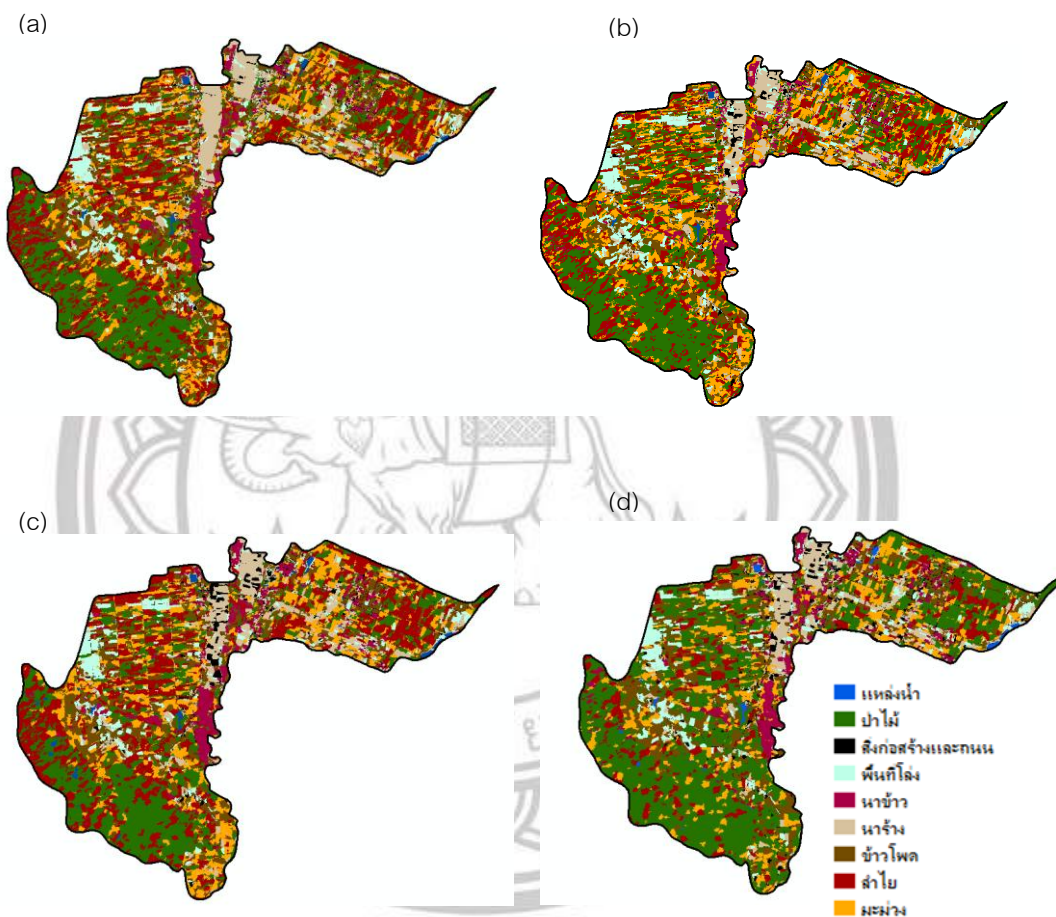 (a)
(b)
(c)
(d)
แหล่งน้ำ
ป่าไม้
สิ่งก่อสร้างและถนน
พื้นที่โล่ง
นาข้าว
นาร้าง
ข้าวโพด
ลำไย
มะม่วง